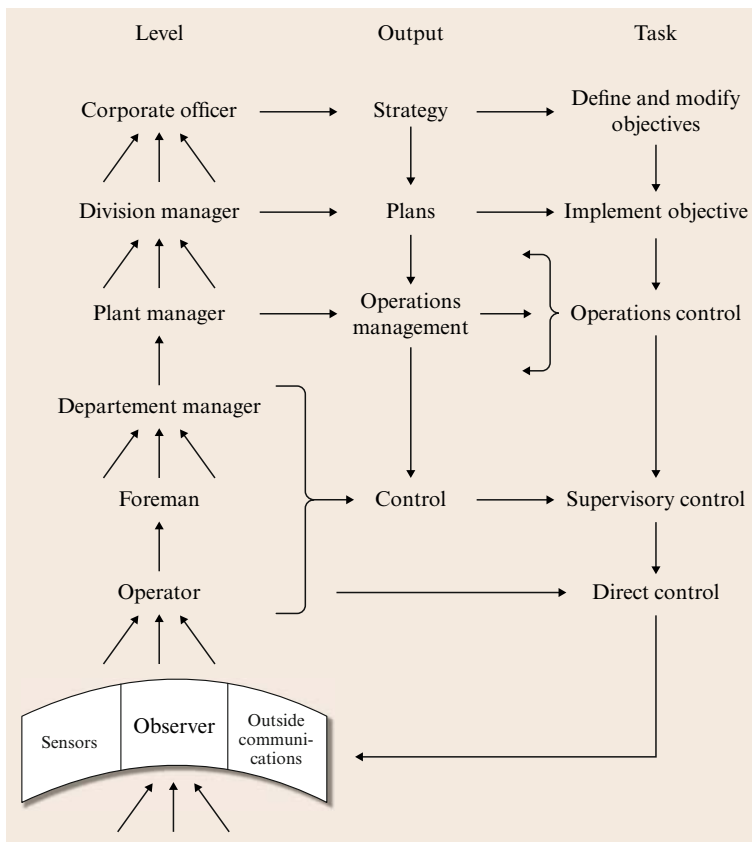 Level Output Task
Corporate officer Strategy Define and modify
objectives
Division manager Plans Implement objective
Plant manager Operations
management Operations control
Departement manager
Foreman Control Supervisory control
Operator Direct control
Sensors Observer Outside
communi-
cations